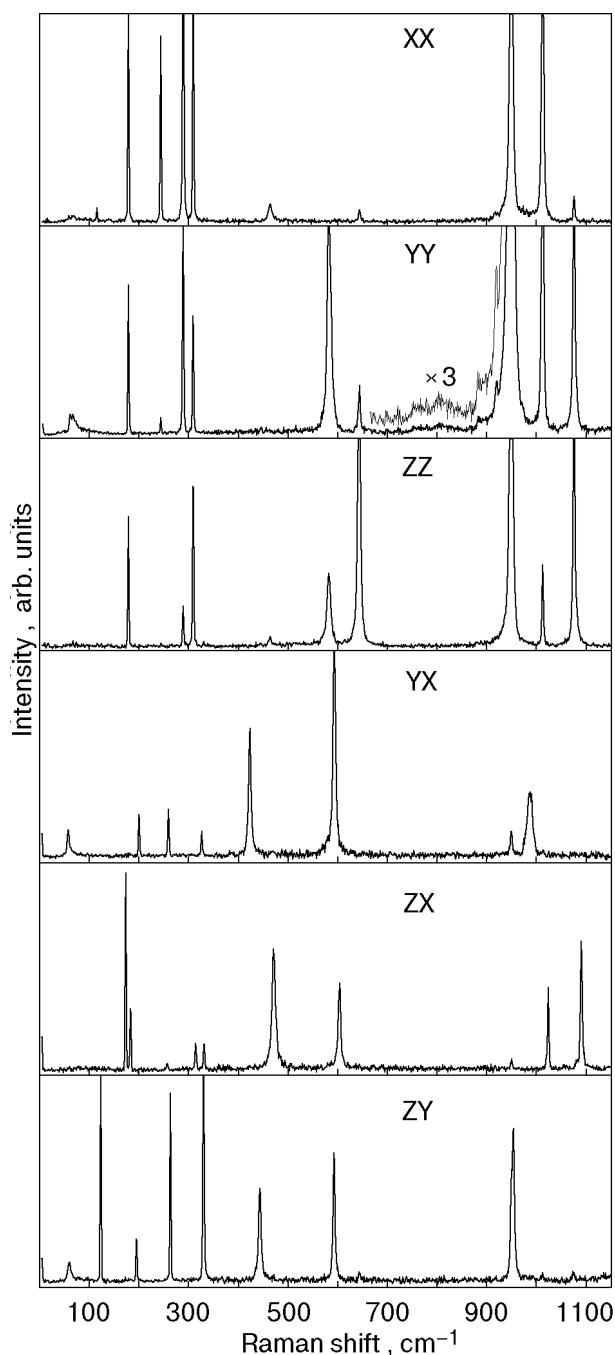 XX
YY
×3
ZZ
YX
ZX
ZY
Intensity , arb. units
100 300 500 700 900 1100
Raman shift , cm⁻¹